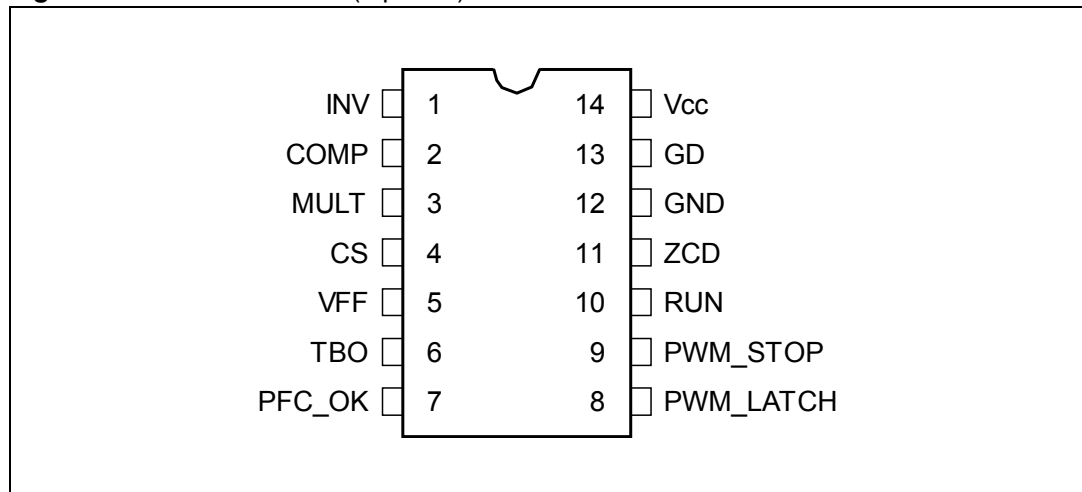 INV 1 14 Vcc
COMP 2 13 GD
MULT 3 12 GND
CS 4 11 ZCD
VFF 5 10 RUN
TBO 6 9 PWM_STOP
PFC_OK 7 8 PWM_LATCH